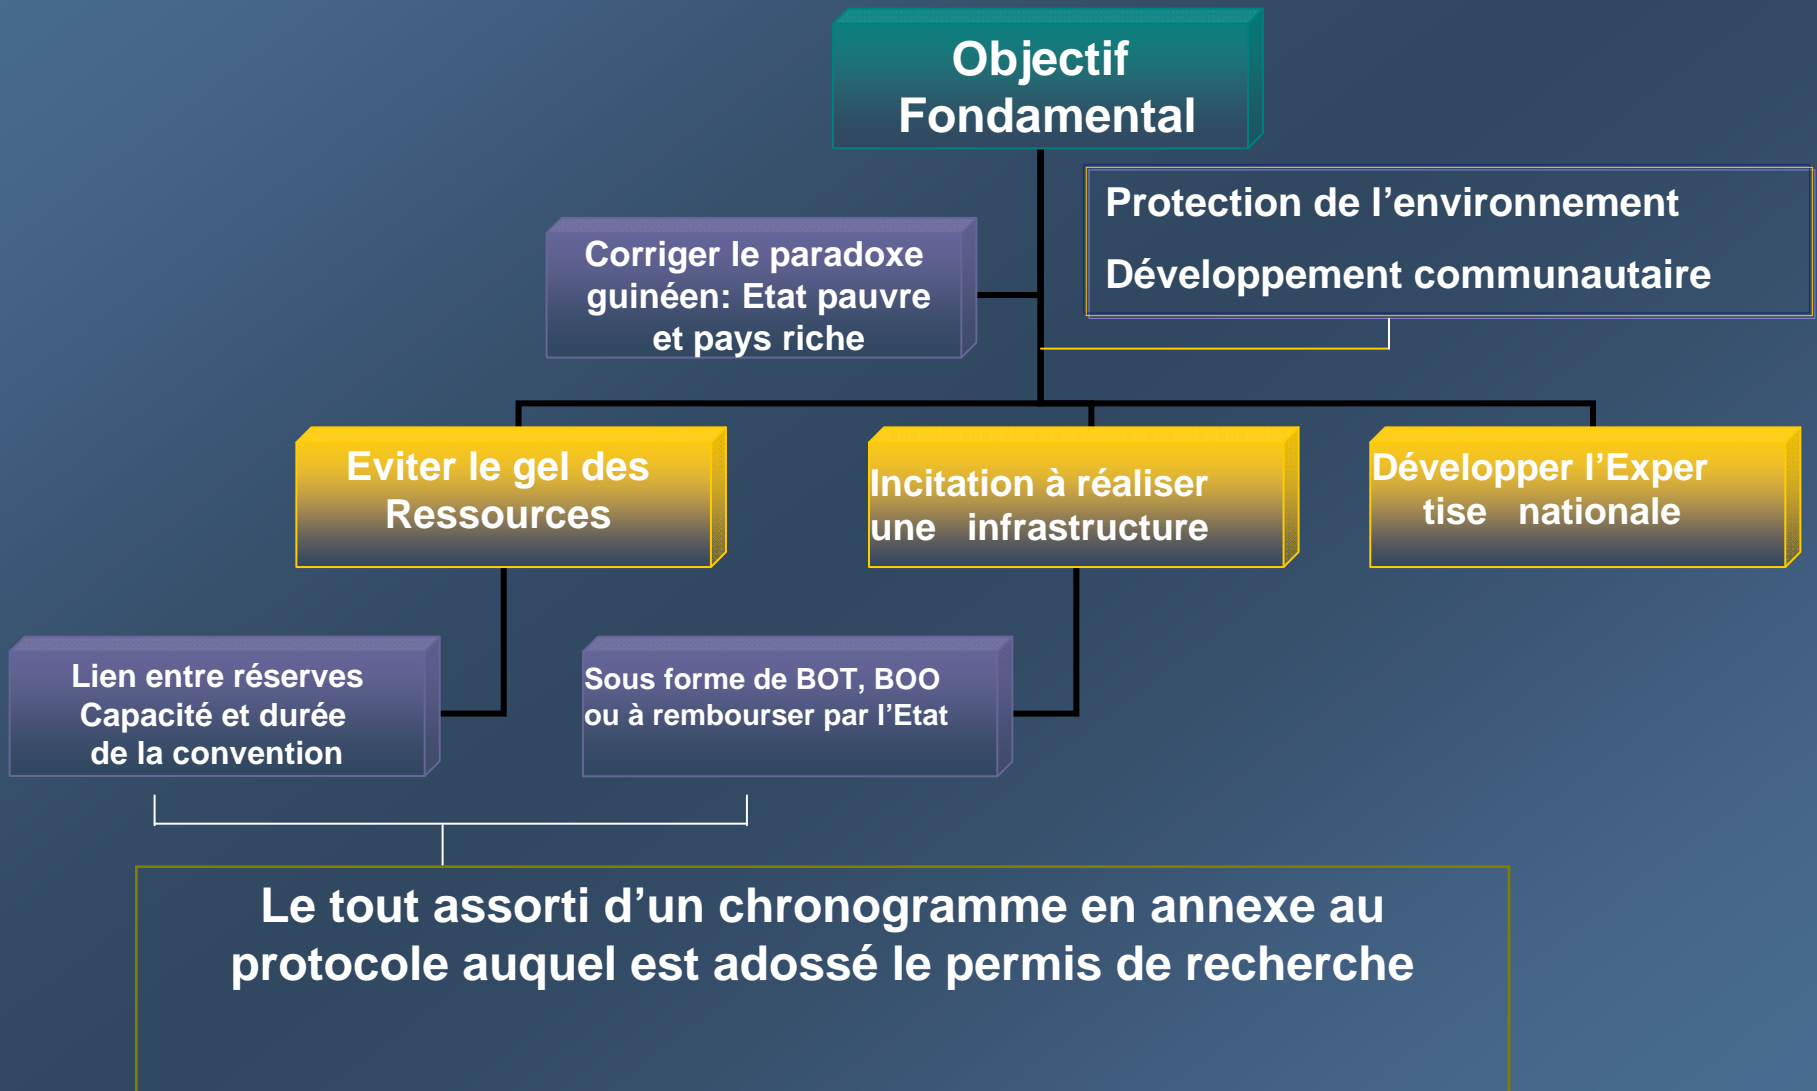 Objectif
Fondamental
Protection de l’environnement
Développement communautaire
Corriger le paradoxe
guinéen: Etat pauvre
et pays riche
Eviter le gel des
Ressources
Incitation à réaliser
une infrastructure
Développer l’Exper
tise nationale
Lien entre réserves
Capacité et durée
de la convention
Sous forme de BOT, BOO
ou à rembourser par l’Etat
Le tout assorti d’un chronogramme en annexe au
protocole auquel est adossé le permis de recherche